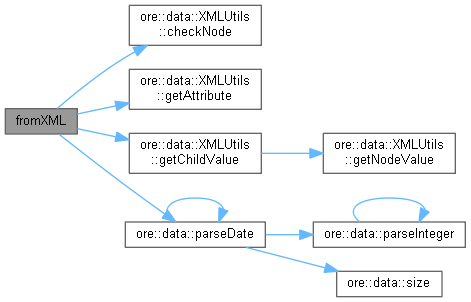 ore::data::XMLUtils
::checkNode
ore::data::XMLUtils
::getAttribute
fromXML
ore::data::XMLUtils
::getChildValue
ore::data::XMLUtils
::getNodeValue
ore::data::parseDate
ore::data::parseInteger
ore::data::size